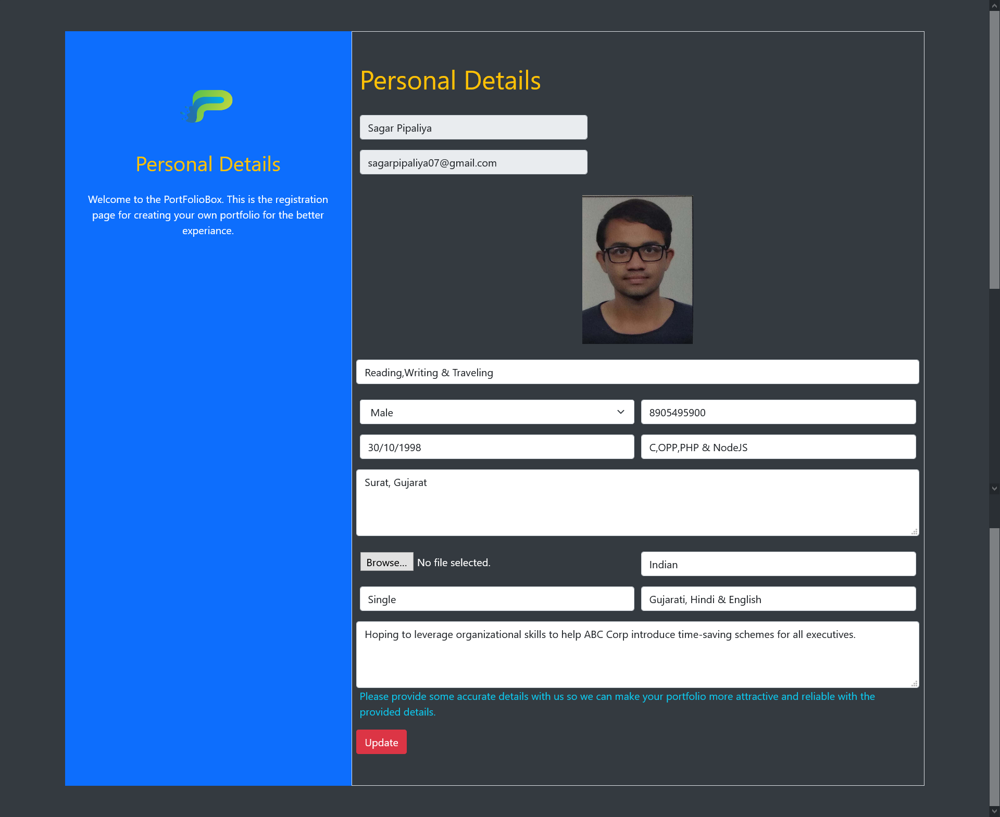 Personal Details
Welcome to the PortFolioBox. This is the registration
page for creating your own portfolio for the better
experiance.
Personal Details
Sagar Pipaliya
sagarpipaliya07@gmail.com
Reading,Writing & Traveling
Male
8905495900
30/10/1998
C,OPP,PHP & NodeJS
Surat, Gujarat
Browse...
No file selected.
Indian
Single
Gujarati, Hindi & English
Hoping to leverage organizational skills to help ABC Corp introduce time-saving schemes for all executives.
Please provide some accurate details with us so we can make your portfolio more attractive and reliable with the
provided details.
Update